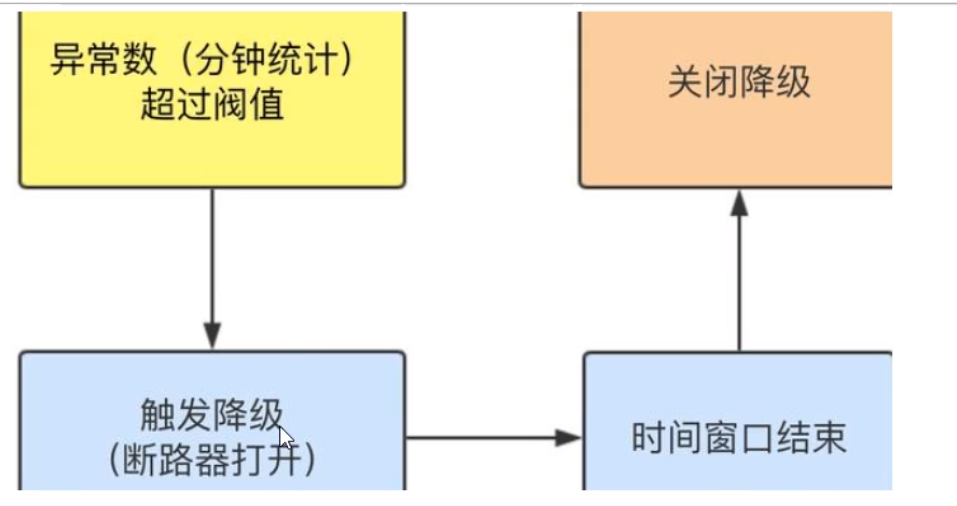 异常数（分钟统计）
超过阀值
关闭降级
触发降级
（断路器打开）
时间窗口结束